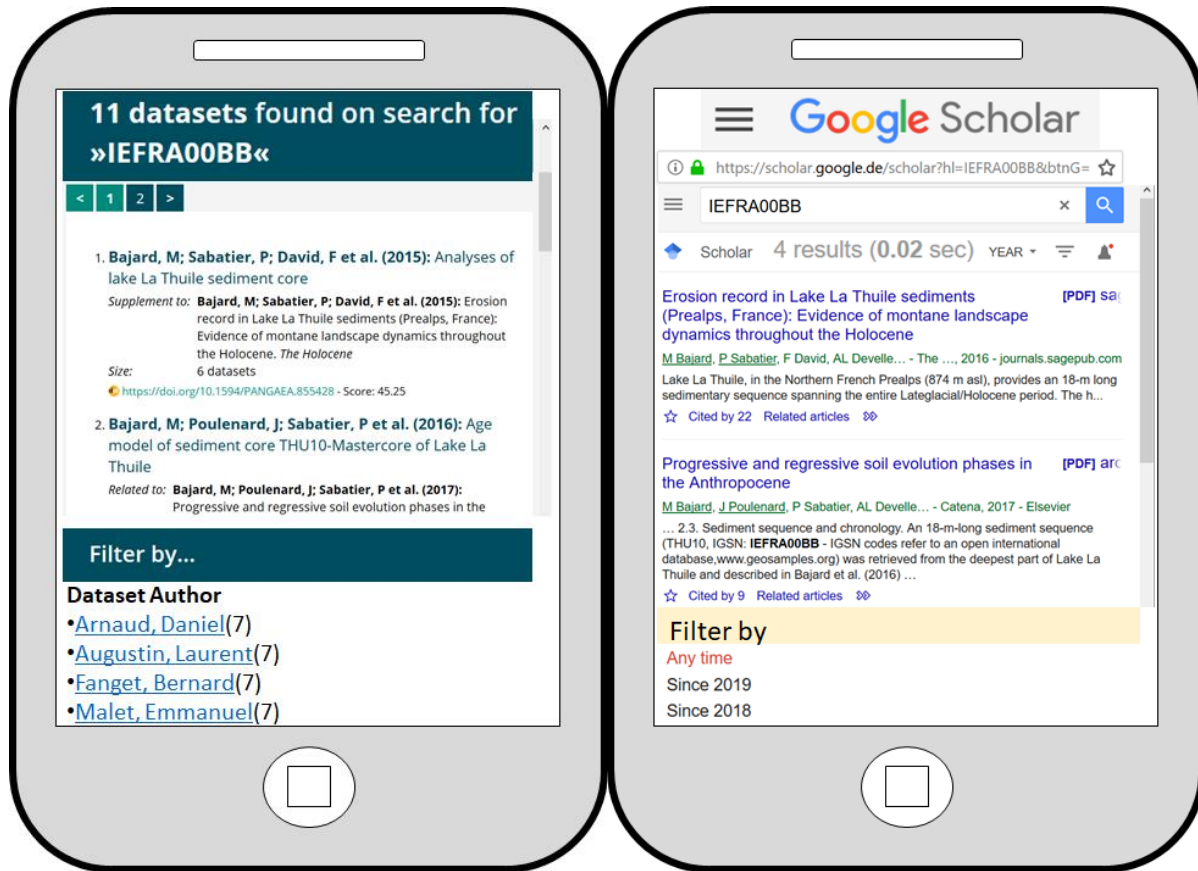 11 datasets found on search for
»IEFRA00BB«
< 1 2 >
1. Bajard, M; Sabatier, P; David, F et al. (2015): Analyses of
lake La Thuile sediment core
Supplement to: Bajard, M; Sabatier, P; David, F et al. (2015): Erosion
record in Lake La Thuile sediments (Prealps, France):
Evidence of montane landscape dynamics throughout
the Holocene. The Holocene
Size: 6 datasets
https://doi.org/10.1594/PANGAEA.855428 - Score: 45.25
2. Bajard, M; Poulenard, J; Sabatier, P et al. (2016): Age
model of sediment core THU10-Mastercore of Lake La
Thuile
Related to: Bajard, M; Poulenard, J; Sabatier, P et al. (2017):
Progressive and regressive soil evolution phases in the
Filter by...
Dataset Author
•Arnaud, Daniel(7)
•Augustin, Laurent(7)
•Fanget, Bernard(7)
•Malet, Emmanuel(7)
Google Scholar
https://scholar.google.de/scholar?hl=IEFRA00BB&btnG=
IEFRA00BB ×
Scholar 4 results (0.02 sec) YEAR
Erosion record in Lake La Thuile sediments [PDF] sag
(Prealps, France): Evidence of montane landscape
dynamics throughout the Holocene
M Bajard, P Sabatier, F David, AL Develle... - The ..., 2016 - journals.sagepub.com
Lake La Thuile, in the Northern French Prealps (874 m asl), provides an 18-m long
sedimentary sequence spanning the entire Lateglacial/Holocene period. The h...
Cited by 22 Related articles
Progressive and regressive soil evolution phases in [PDF] arc
the Anthropocene
M Bajard, J Poulenard, P Sabatier, AL Develle... - Catena, 2017 - Elsevier
... 2.3. Sediment sequence and chronology. An 18-m-long sediment sequence
(THU10, IGSN: IEFRA00BB - IGSN codes refer to an open international
database,www.geosamples.org) was retrieved from the deepest part of Lake La
Thuile and described in Bajard et al. (2016) ...
Cited by 9 Related articles
Filter by
Any time
Since 2019
Since 2018